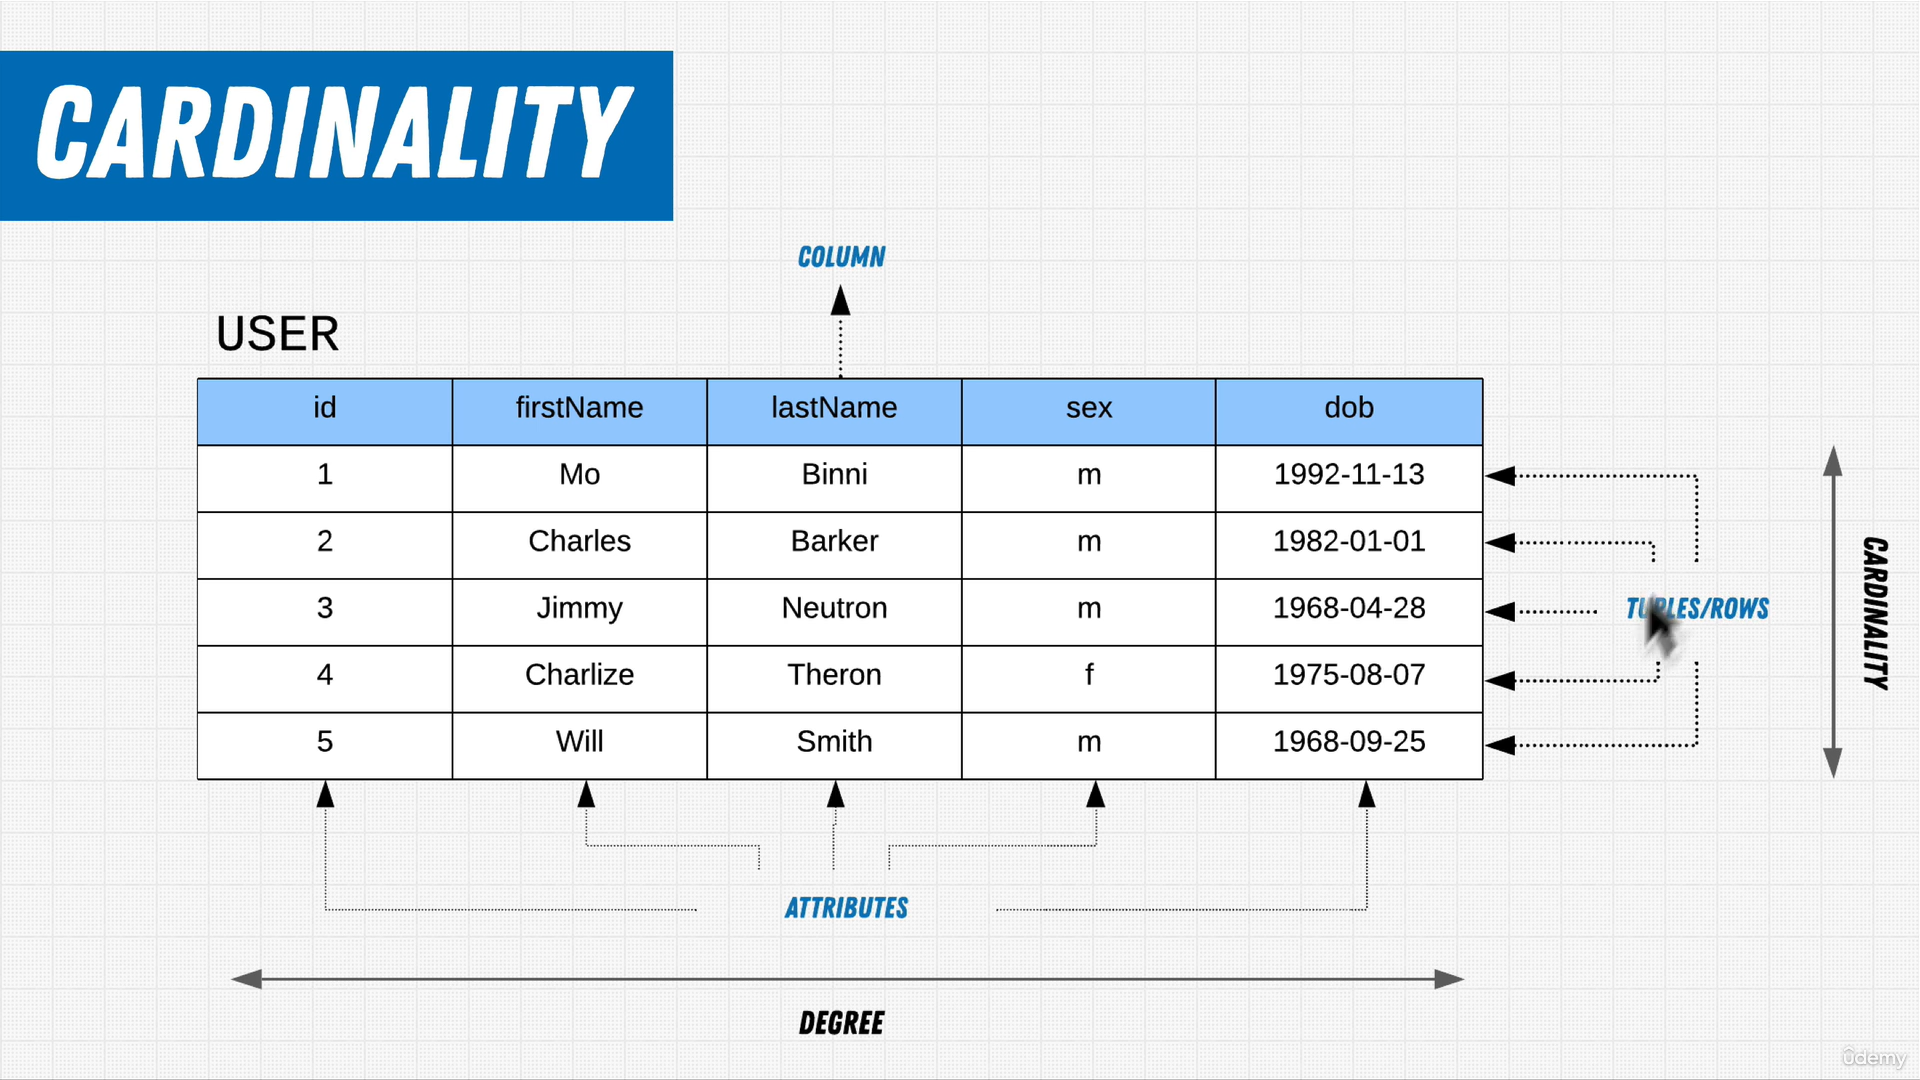 CARDINALITY
COLUMN
USER
id firstName lastName sex dob
1 Mo Binni m 1992-11-13
2 Charles Barker m 1982-01-01
3 Jimmy Neutron m 1968-04-28
4 Charlize Theron f 1975-08-07
5 Will Smith m 1968-09-25
TUPLES/ROWS
CARDINALITY
ATTRIBUTES
DEGREE
ûdemy